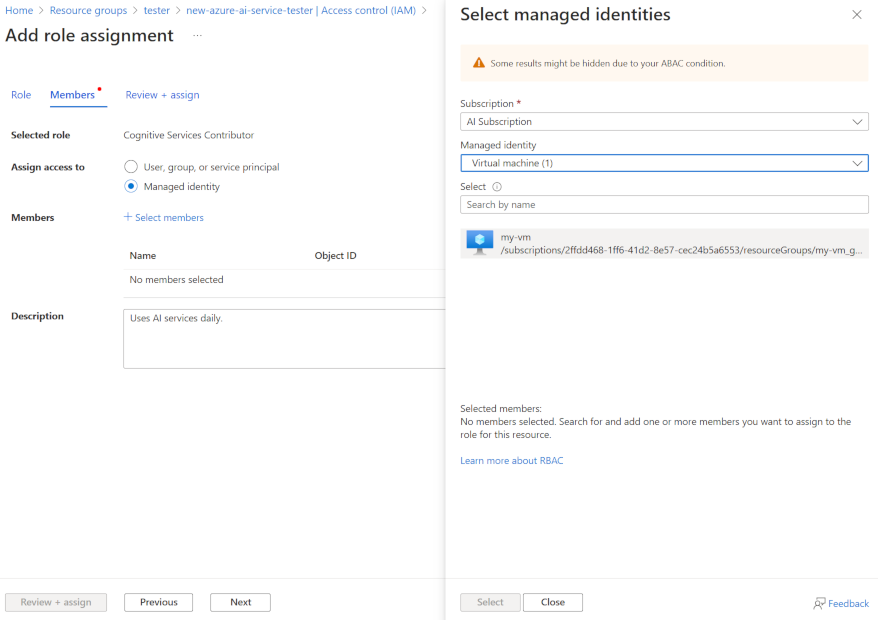 Home > Resource groups > tester > new-azure-ai-service-tester | Access control (IAM) >
Add role assignment ...
Role Members Review + assign
Selected role Cognitive Services Contributor
Assign access to User, group, or service principal
Managed identity
Members + Select members
Name Object ID
No members selected
Description Uses AI services daily.
Review + assign Previous Next
Select managed identities
Some results might be hidden due to your ABAC condition.
Subscription *
AI Subscription
Managed identity
Virtual machine (1)
Select
Search by name
my-vm
/subscriptions/2ffdd468-1ff6-41d2-8e57-cec24b5a6553/resourceGroups/my-vm_g...
Selected members:
No members selected. Search for and add one or more members you want to assign to the
role for this resource.
Learn more about RBAC
Select Close Feedback